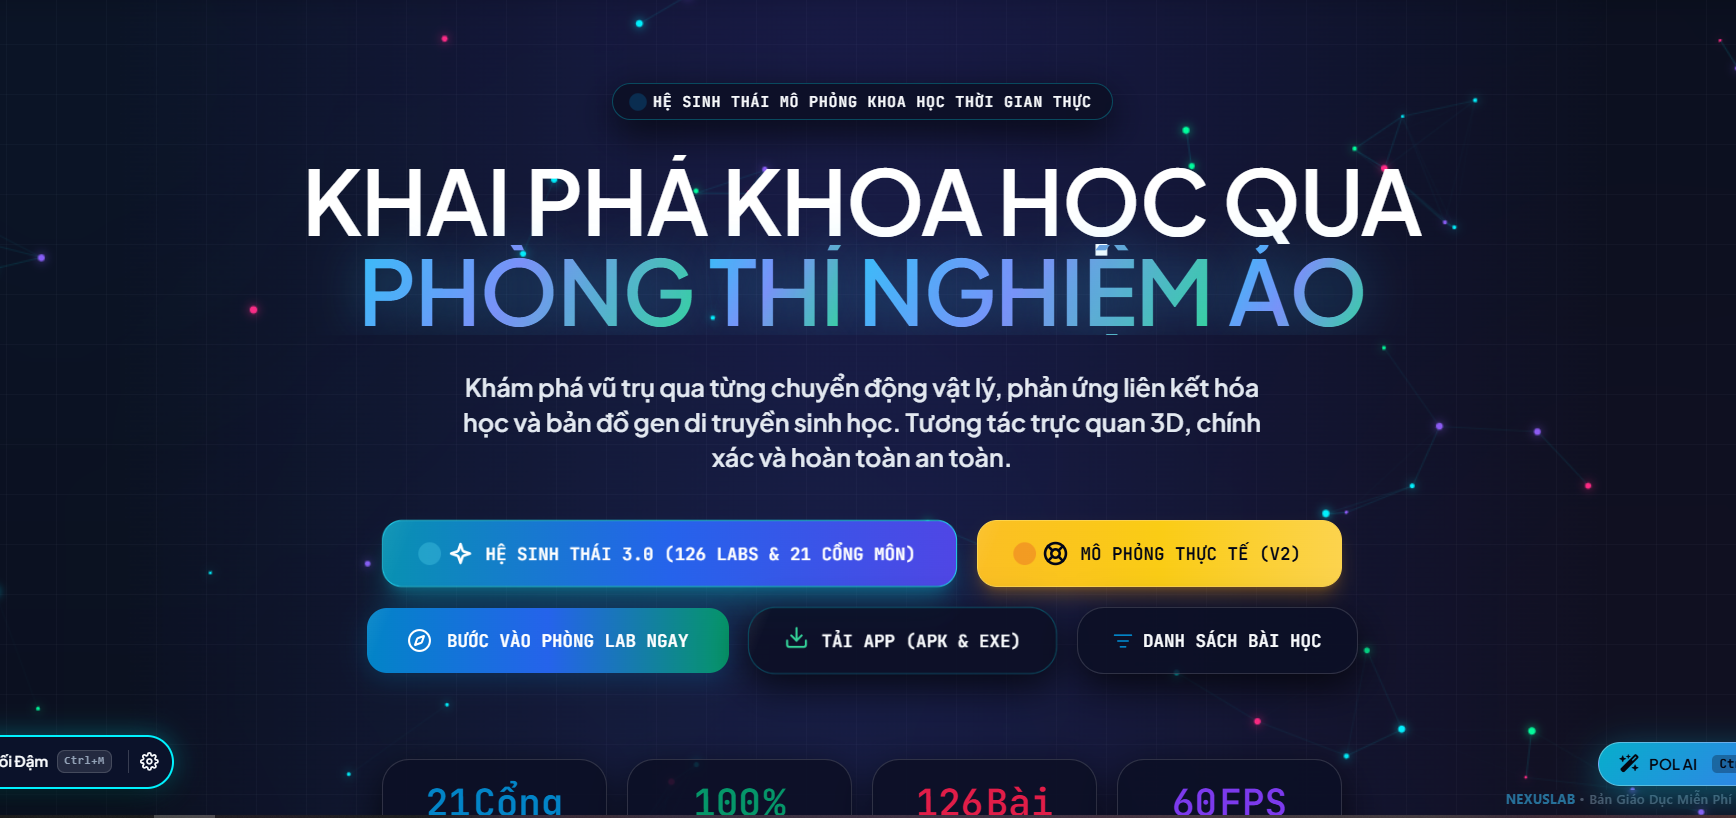 HỆ SINH THÁI MÔ PHỎNG KHOA HỌC THỜI GIAN THỰC
KHAI PHÁ KHOA HỌC QUA
PHÒNG THÍ NGHIỆM ẢO
Khám phá vũ trụ qua từng chuyển động vật lý, phản ứng liên kết hóa
học và bản đồ gen di truyền sinh học. Tương tác trực quan 3D, chính
xác và hoàn toàn an toàn.
HỆ SINH THÁI 3.0 (126 LABS & 21 CỔNG MÔN)
MÔ PHỎNG THỰC TẾ (V2)
BƯỚC VÀO PHÒNG LAB NGAY
TẢI APP (APK & EXE)
DANH SÁCH BÀI HỌC
ối Đậm Ctrl+M
POL AI
21Cổng
100%
126Bài
60FPS
NEXUSLAB • Bản Giáo Dục Miễn Phí